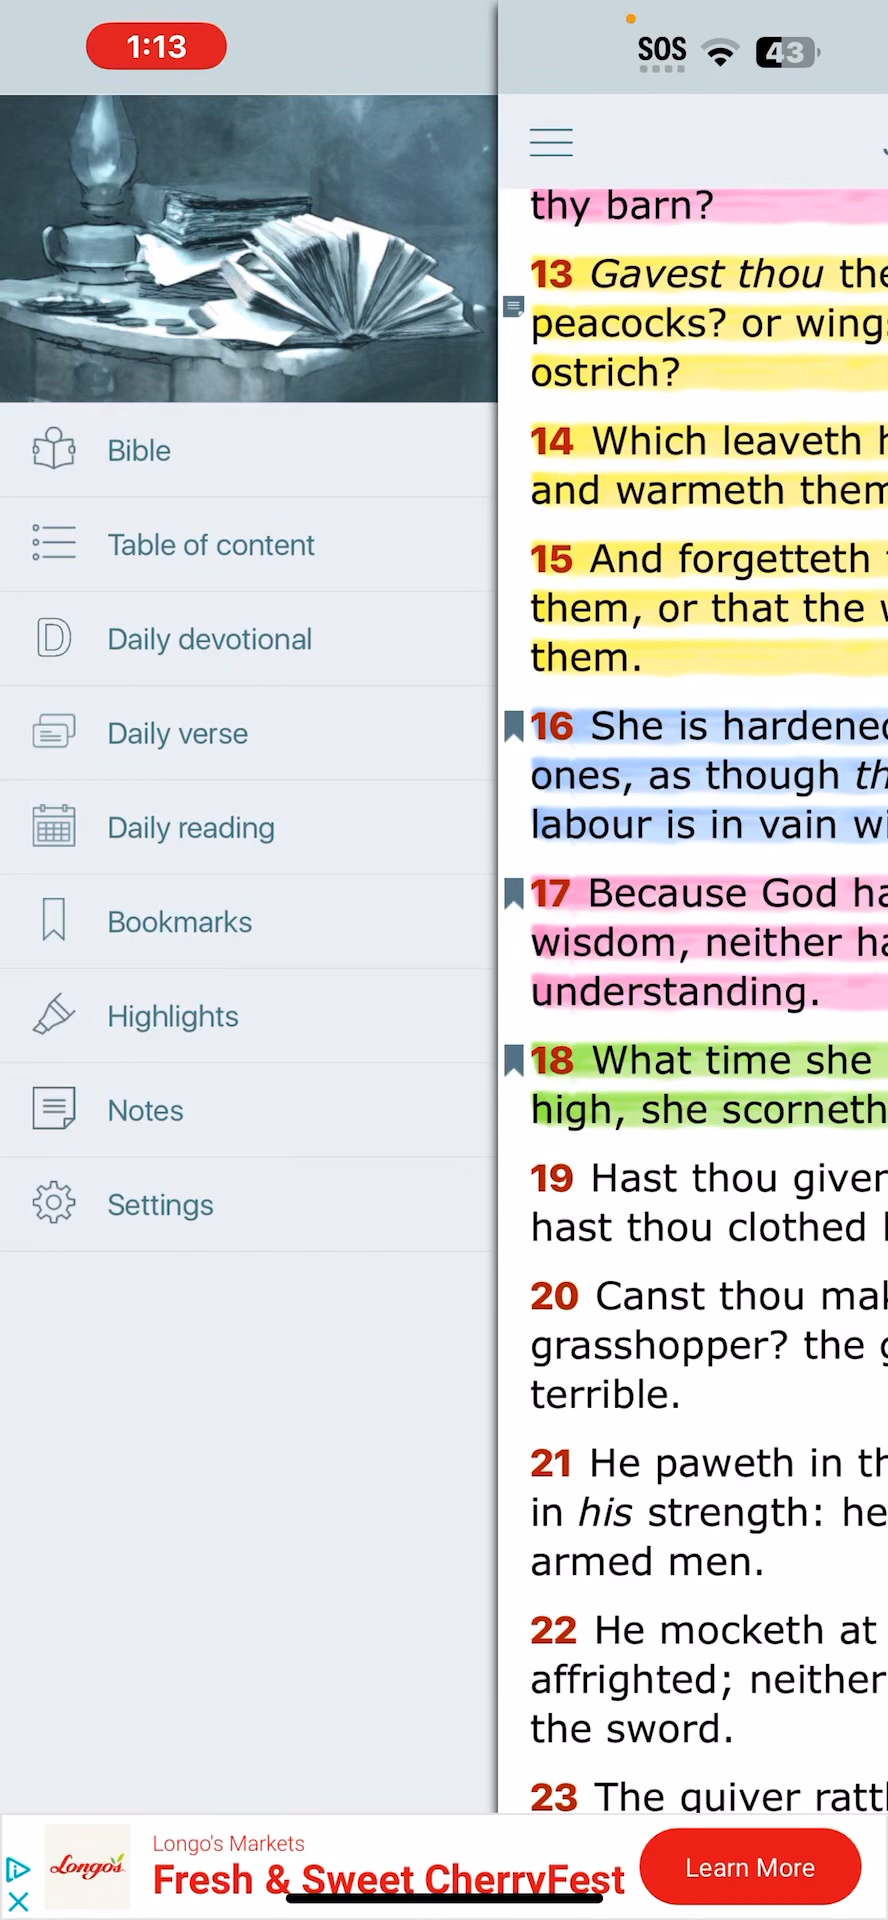 1:13
SOS
43
Bible
Table of content
Daily devotional
Daily verse
Daily reading
Bookmarks
Highlights
Notes
Settings
thy barn?
13 Gavest thou the
peacocks? or wings
ostrich?
14 Which leaveth h
and warmeth them
15 And forgetteth
them, or that the w
them.
16 She is hardened
ones, as though th
labour is in vain wi
17 Because God ha
wisdom, neither ha
understanding.
18 What time she
high, she scorneth
19 Hast thou given
hast thou clothed
20 Canst thou mak
grasshopper? the g
terrible.
21 He paweth in th
in his strength: he
armed men.
22 He mocketh at
affrighted; neither
the sword.
23 The quiver rattl
Longo's
Longo's Markets
Fresh & Sweet CherryFest
Learn More